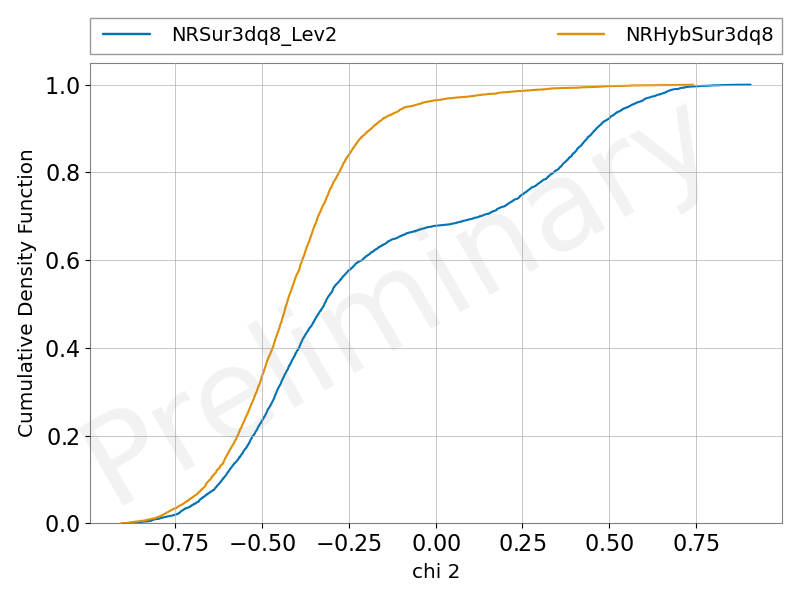 NRSur3dq8_Lev2 NRHybSur3dq8
1.0
0.8
0.6
0.4
0.2
0.0
Cumulative Density Function
Preliminary
−0.75 −0.50 −0.25 0.00 0.25 0.50 0.75
chi 2